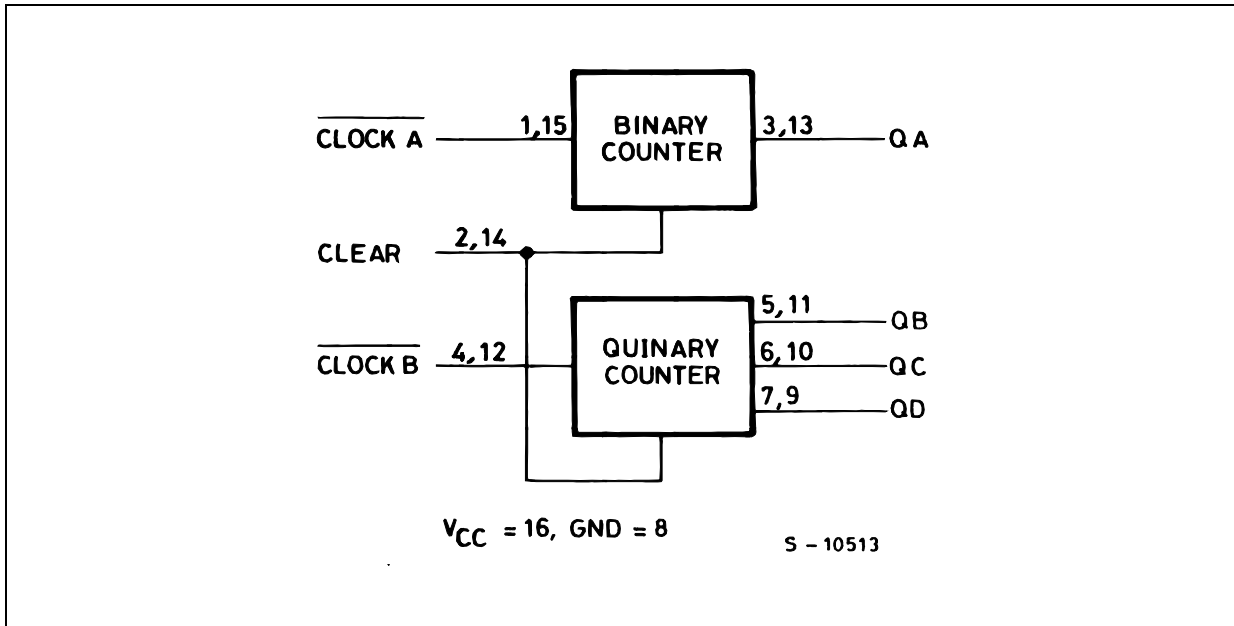 CLOCK A
1,15
BINARY
COUNTER
3,13
QA
CLEAR
2,14
CLOCK B
4,12
QUINARY
COUNTER
5,11
QB
6,10
QC
7,9
QD
VCC = 16, GND = 8
S - 10513